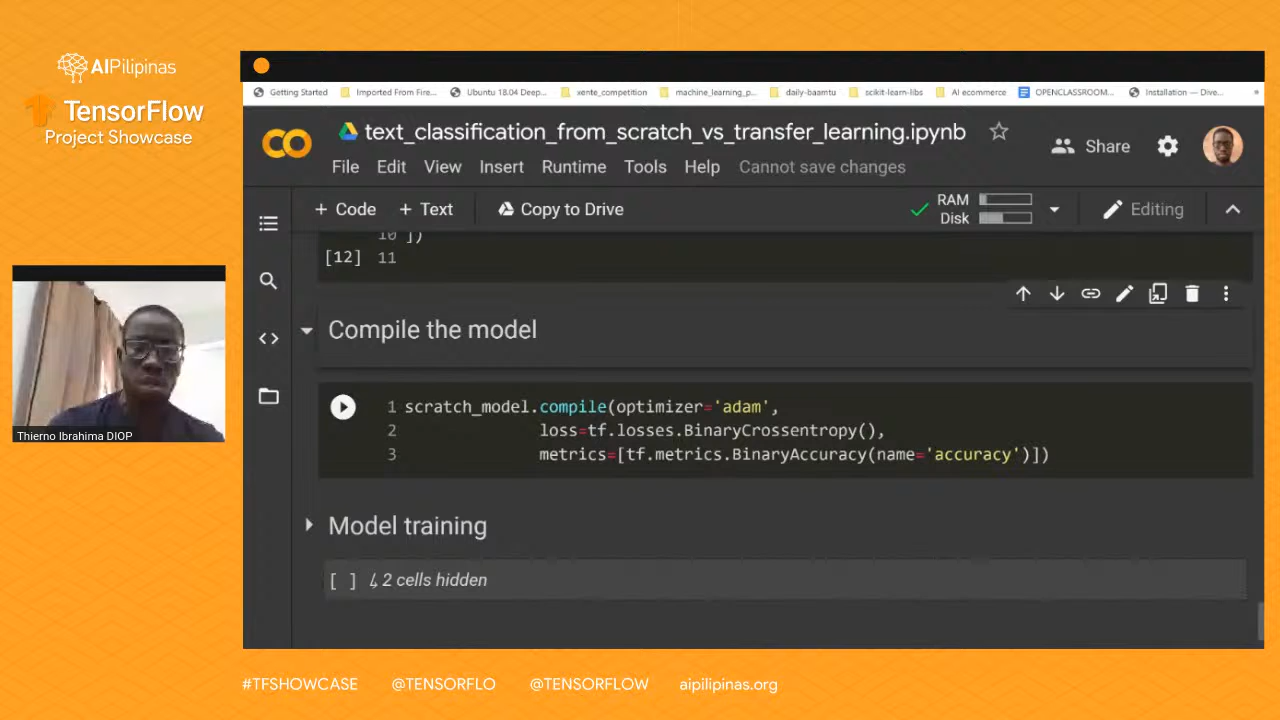 AIPilipinas
TensorFlow
Project Showcase
Thierno Ibrahima DIOP
Getting Started
Imported From Fire...
Ubuntu 18.04 Deep...
xente_competition
machine_learning_p...
daily-baamtu
scikit-learn-libs
AI ecommerce
OPENCLASSROOM...
Installation — Dive...
»
text_classification_from_scratch_vs_transfer_learning.ipynb
Share
File Edit View Insert Runtime Tools Help Cannot save changes
+ Code + Text Copy to Drive
RAM
Disk
Editing
10 ])
[12] 11
Compile the model
1 scratch_model.compile(optimizer='adam',
2 loss=tf.losses.BinaryCrossentropy(),
3 metrics=[tf.metrics.BinaryAccuracy(name='accuracy')])
Model training
[ ] ↳ 2 cells hidden
#TFSHOWCASE @TENSORFLO @TENSORFLOW aipilipinas.org